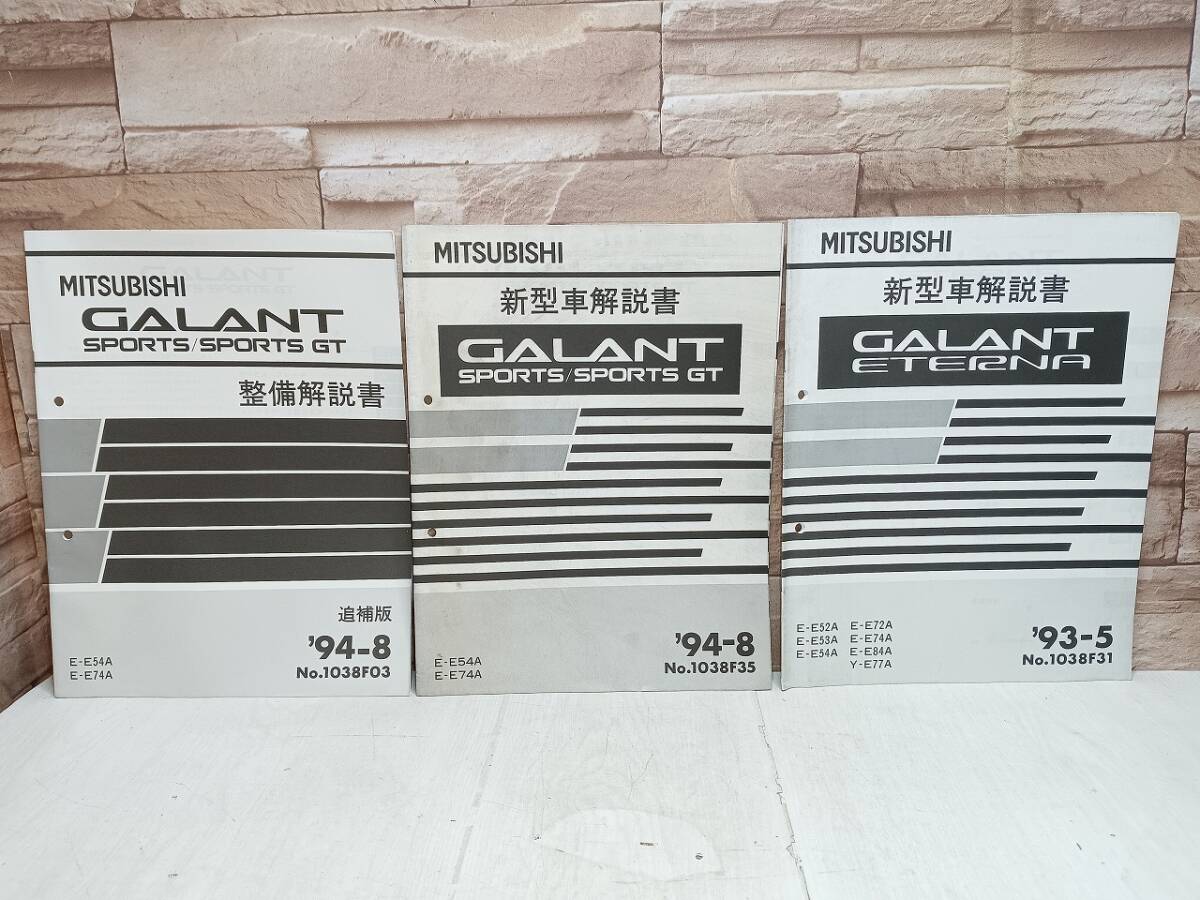 MITSUBISHI
GALANT
SPORTS/SPORTS GT
整備解説書
追補版
'94-8
No.1038F03
E-E54A
E-E74A
MITSUBISHI
新型車解説書
GALANT
SPORTS/SPORTS GT
'94-8
No.1038F35
E-E54A
E-E74A
MITSUBISHI
新型車解説書
GALANT
ETERNA
'93-5
No.1038F31
E-E52A E-E72A
E-E53A E-E74A
E-E54A E-E84A
Y-E77A